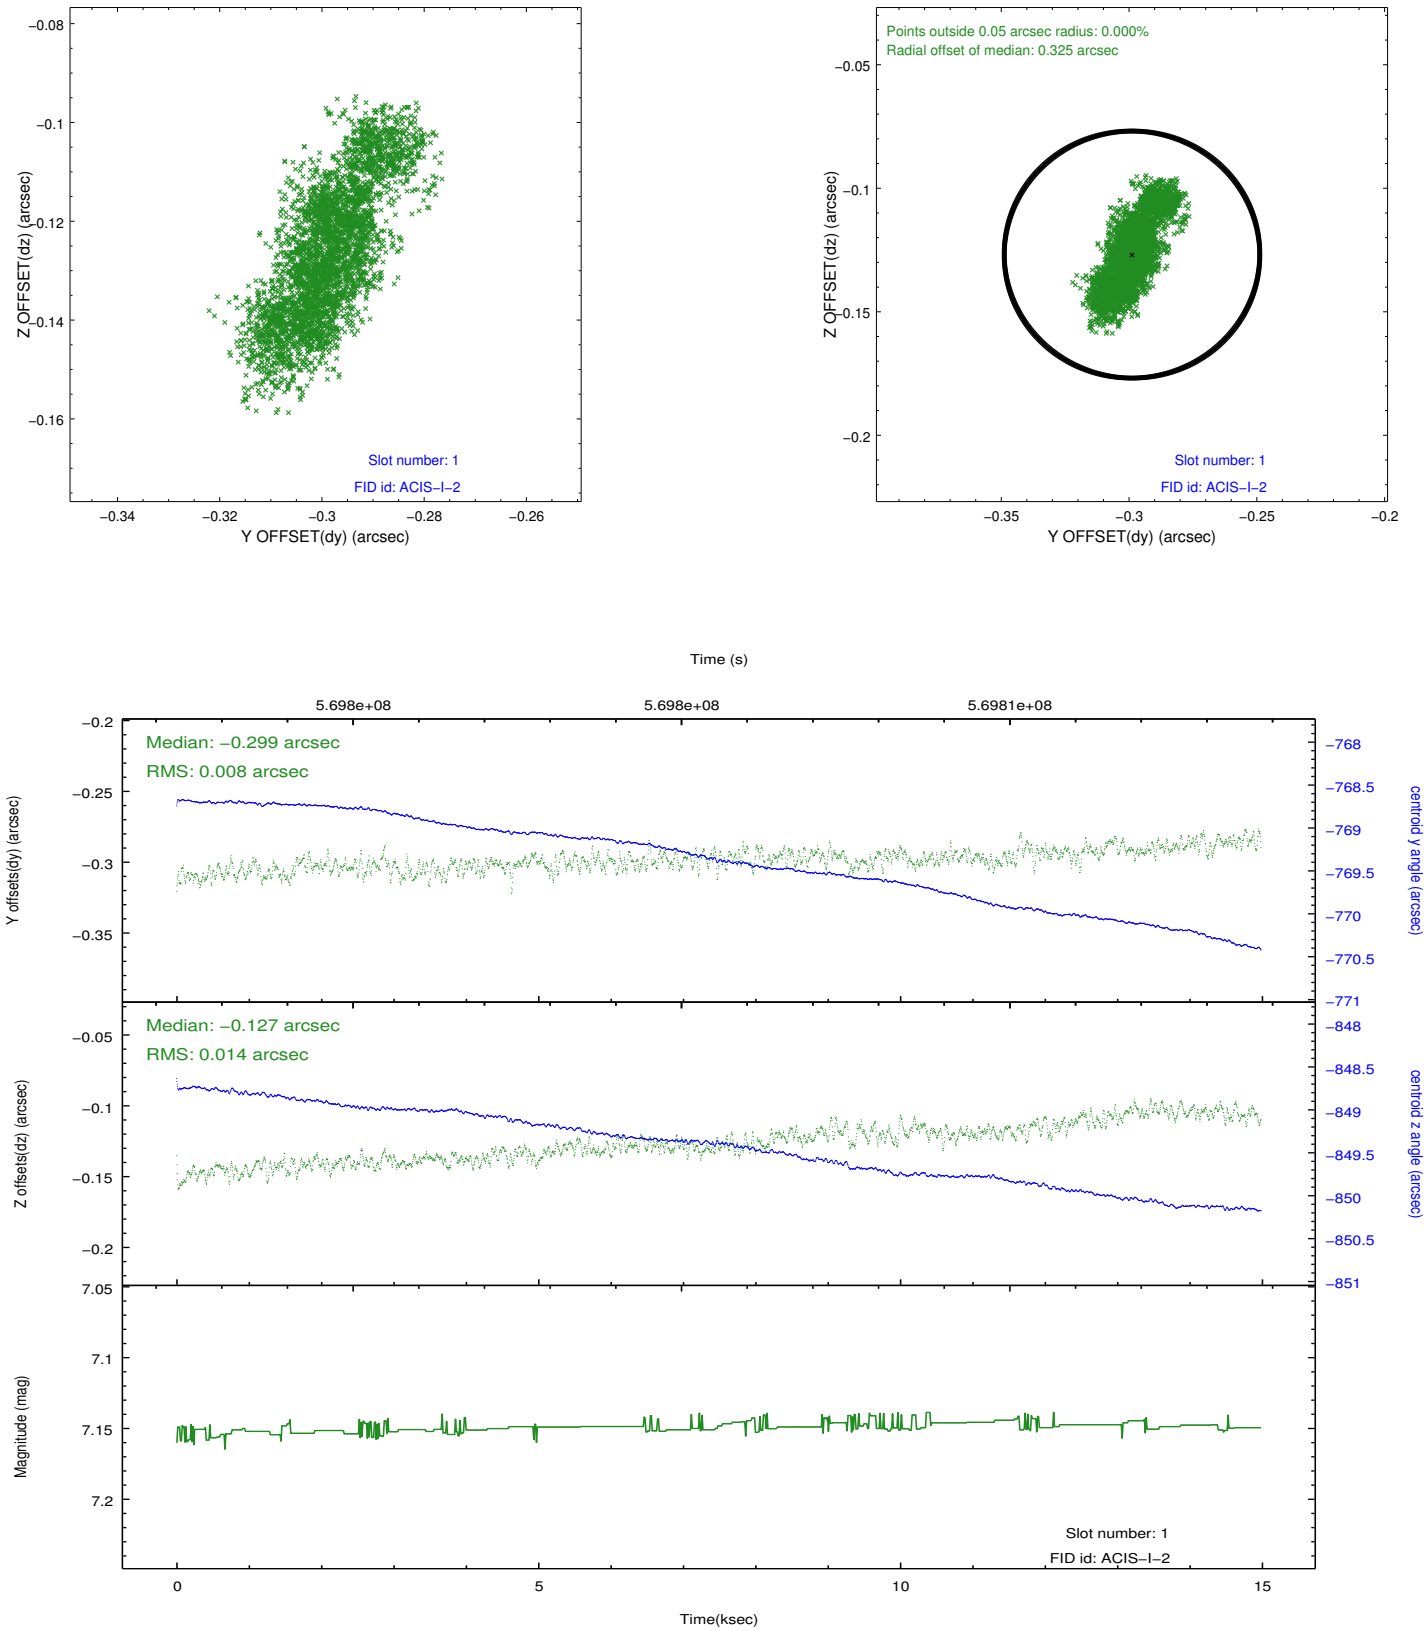 −0.08
−0.1
−0.12
−0.14
−0.16
Z OFFSET(dz) (arcsec)
Slot number: 1
FID id: ACIS−I−2
−0.34
−0.32
−0.3
−0.28
−0.26
Y OFFSET(dy) (arcsec)
Points outside 0.05 arcsec radius: 0.000%
Radial offset of median: 0.325 arcsec
−0.05
−0.1
−0.15
−0.2
Z OFFSET(dz) (arcsec)
Slot number: 1
FID id: ACIS−I−2
−0.35
−0.3
−0.25
−0.2
Y OFFSET(dy) (arcsec)
Time (s)
5.698e+08
5.698e+08
5.6981e+08
−0.2
−0.25
−0.3
−0.35
Y offsets(dy) (arcsec)
Median: −0.299 arcsec
RMS: 0.008 arcsec
−768
−768.5
−769
−769.5
−770
−770.5
−771
centroid y angle (arcsec)
−0.05
−0.1
−0.15
−0.2
Z offsets(dz) (arcsec)
Median: −0.127 arcsec
RMS: 0.014 arcsec
−848
−848.5
−849
−849.5
−850
−850.5
−851
centroid z angle (arcsec)
7.05
7.1
7.15
7.2
Magnitude (mag)
Slot number: 1
FID id: ACIS−I−2
0
5
10
15
Time(ksec)